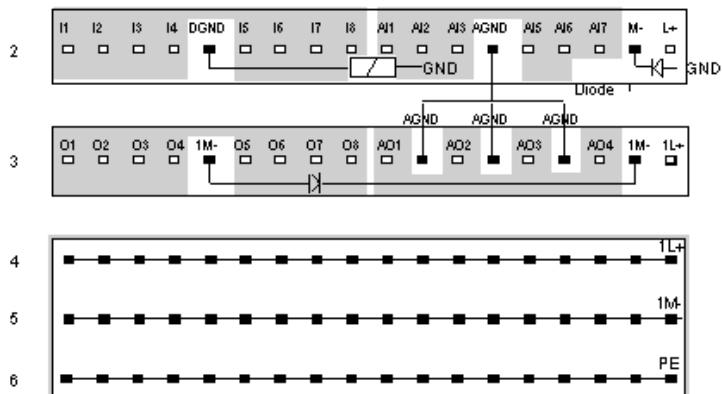 I1 I2 I3 I4 DGND I5 I6 I7 I8 AI1 AI2 AI3 AGND AI5 AI6 AI7 M- L+
2
GND GND
Diode
AGND AGND AGND
O1 O2 O3 O4 1M- O5 O6 O7 O8 AO1 AO2 AO3 AO4 1M- 1L+
3
1L+
4
1M-
5
PE
6